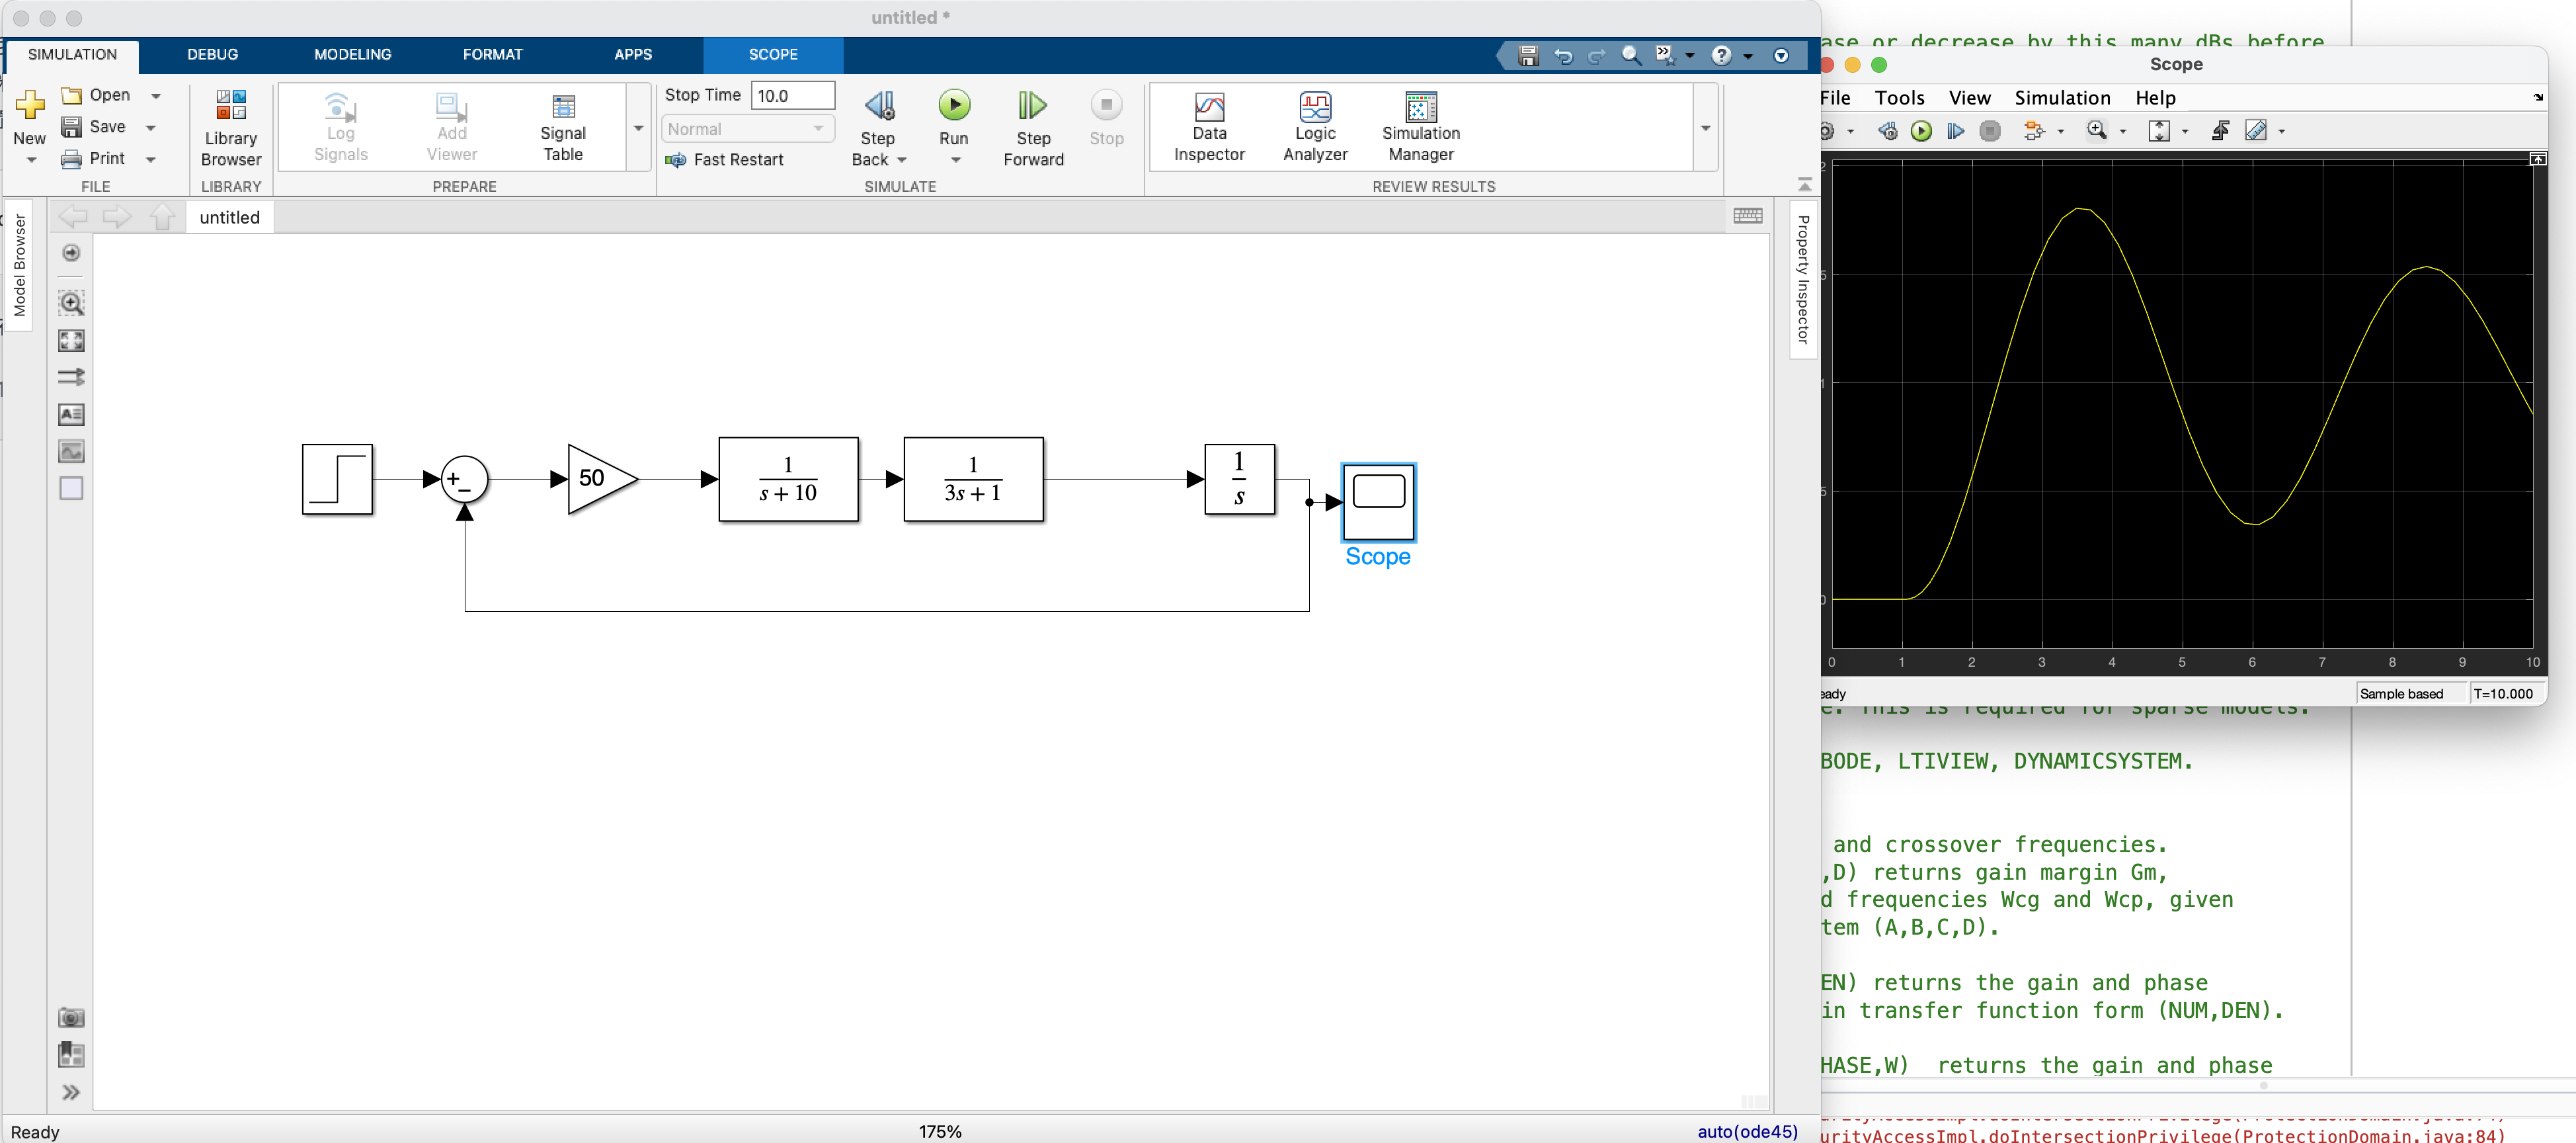 untitled *
SIMULATION DEBUG MODELING FORMAT APPS SCOPE
New
Open
Save
Print
FILE
Library Browser
LIBRARY
Log Signals
Add Viewer
Signal Table
PREPARE
Stop Time 10.0
Normal
Fast Restart
Step Back
Run
Step Forward
Stop
SIMULATE
Data Inspector
Logic Analyzer
Simulation Manager
REVIEW RESULTS
Model Browser
untitled
Property Inspector
+
−
50
1
s + 10
1
3s + 1
1
s
Scope
Ready 175% auto(ode45)
ase or decrease by this many dBs before
Scope
File Tools View Simulation Help
2
5
1
5
0
0 1 2 3 4 5 6 7 8 9 10
eady Sample based T=10.000
e. This is required for sparse models.
BODE, LTIVIEW, DYNAMICSYSTEM.
and crossover frequencies.
,D) returns gain margin Gm,
d frequencies Wcg and Wcp, given
tem (A,B,C,D).
EN) returns the gain and phase
in transfer function form (NUM,DEN).
HASE,W) returns the gain and phase
urityAccessImpl.doIntersectionPrivilege(ProtectionDomain.java:84)